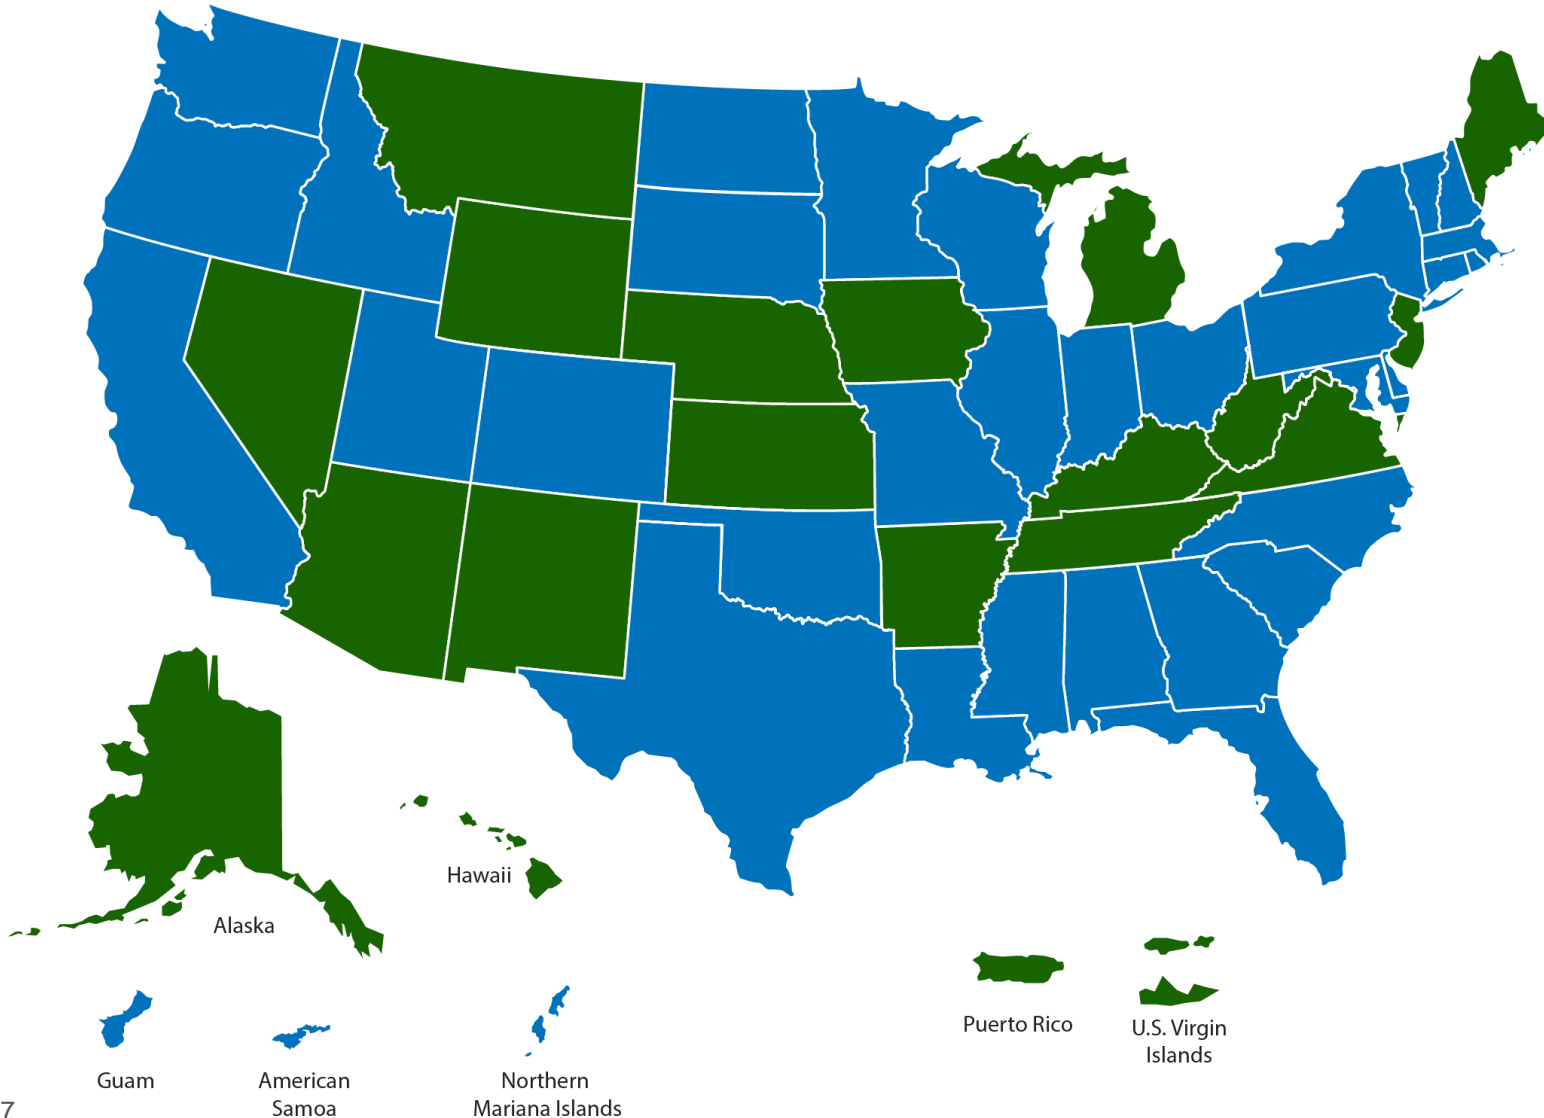 Hawaii
Alaska
Puerto Rico
U.S. Virgin
Islands
Guam
American
Samoa
Northern
Mariana Islands
7